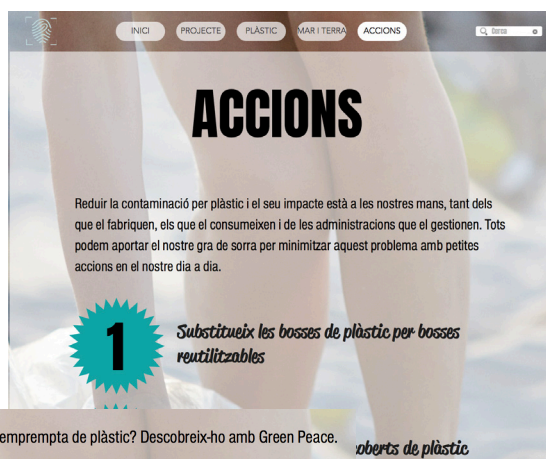 INICI
PROJECTE
PLÀSTIC
MAR I TERRA
ACCIONS
Cerca
ACCIONS
Reduir la contaminació per plàstic i el seu impacte està a les nostres mans, tant dels
que el fabriquen, els que el consumeixen i de les administracions que el gestionen. Tots
podem aportar el nostre gra de sorra per minimitzar aquest problema amb petites
accions en el nostre dia a dia.
1
Substitueix les bosses de plàstic per bosses
reutilitzables
emprempta de plàstic? Descobreix-ho amb Green Peace.
oberts de plàstic